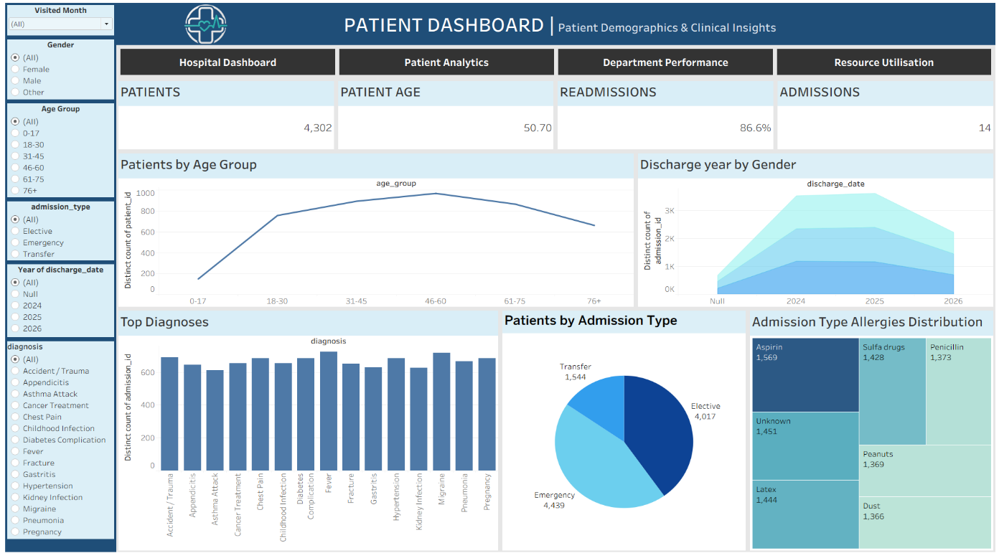 Visited Month
(All)
Gender
(All)
Female
Male
Other
Age Group
(All)
0-17
18-30
31-45
46-60
61-75
76+
admission_type
(All)
Elective
Emergency
Transfer
Year of discharge_date
(All)
Null
2024
2025
2026
diagnosis
(All)
Accident / Trauma
Appendicitis
Asthma Attack
Cancer Treatment
Chest Pain
Childhood Infection
Diabetes Complication
Fever
Fracture
Gastritis
Hypertension
Kidney Infection
Migraine
Pneumonia
Pregnancy
PATIENT DASHBOARD | Patient Demographics & Clinical Insights
Hospital Dashboard
Patient Analytics
Department Performance
Resource Utilisation
PATIENTS
4,302
PATIENT AGE
50.70
READMISSIONS
86.6%
ADMISSIONS
14
Patients by Age Group
age_group
Distinct count of patient_id
1000
800
600
400
200
0
0-17
18-30
31-45
46-60
61-75
76+
Discharge year by Gender
discharge_date
Distinct count of
admission_id
3K
2K
1K
0K
Null
2024
2025
2026
Top Diagnoses
diagnosis
Distinct count of admission_id
600
400
200
0
Accident / Trauma
Appendicitis
Asthma Attack
Cancer Treatment
Chest Pain
Childhood Infection
Diabetes
Complication
Fever
Fracture
Gastritis
Hypertension
Kidney Infection
Migraine
Pneumonia
Pregnancy
Patients by Admission Type
Transfer
1,544
Elective
4,017
Emergency
4,439
Admission Type Allergies Distribution
Aspirin
1,569
Unknown
1,451
Latex
1,444
Sulfa drugs
1,428
Penicillin
1,373
Peanuts
1,369
Dust
1,366